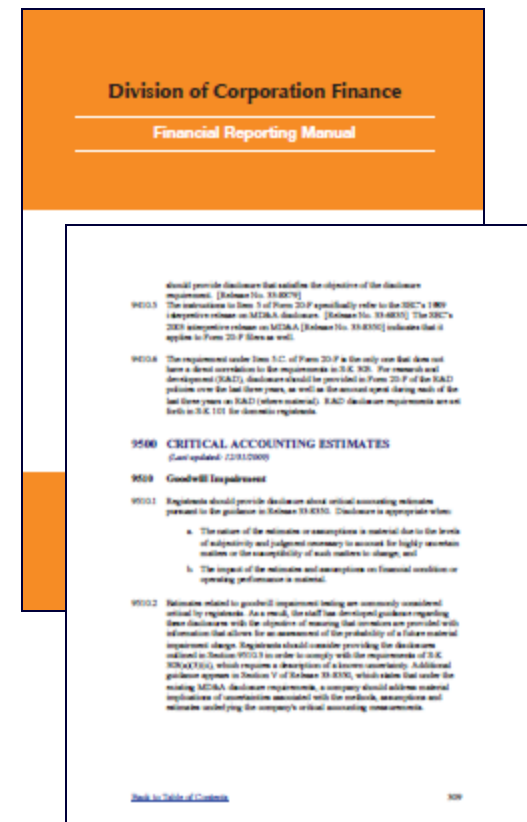 Division of Corporation Finance
Financial Reporting Manual
should provide disclosure that satisfies the objective of the disclosure
requirement. [Release No. 33-8879]
9410.5 The instructions to Item 5 of Form 20-F specifically refer to the SEC's 1989
interpretive release on MD&A disclosure. [Release No. 33-6835] The SEC's
2003 interpretive release on MD&A [Release No. 33-8350] indicates that it
applies to Form 20-F filers as well.
9410.6 The requirement under Item 5.C. of Form 20-F is the only one that does not
have a direct correlation to the requirements in S-K 303. For research and
development (R&D), disclosure should be provided in Form 20-F of the R&D
policies over the last three years, as well as the amount spent during each of the
last three years on R&D (where material). R&D disclosure requirements are set
forth in S-K 101 for domestic registrants.
9500 CRITICAL ACCOUNTING ESTIMATES
(Last updated: 12/31/2009)
9510 Goodwill Impairment
9510.1 Registrants should provide disclosure about critical accounting estimates
pursuant to the guidance in Release 33-8350. Disclosure is appropriate when:
a. The nature of the estimates or assumptions is material due to the levels
of subjectivity and judgment necessary to account for highly uncertain
matters or the susceptibility of such matters to change; and
b. The impact of the estimates and assumptions on financial condition or
operating performance is material.
9510.2 Estimates related to goodwill impairment testing are commonly considered
critical by registrants. As a result, the staff has developed guidance regarding
these disclosures with the objective of ensuring that investors are provided with
information that allows for an assessment of the probability of a future material
impairment charge. Registrants should consider providing the disclosures
outlined in Section 9510.3 in order to comply with the requirements of S-K
303(a)(3)(ii), which requires a description of a known uncertainty. Additional
guidance appears in Section V of Release 33-8350, which states that under the
existing MD&A disclosure requirements, a company should address material
implications of uncertainties associated with the methods, assumptions and
estimates underlying the company's critical accounting measurements.
Back to Table of Contents
309